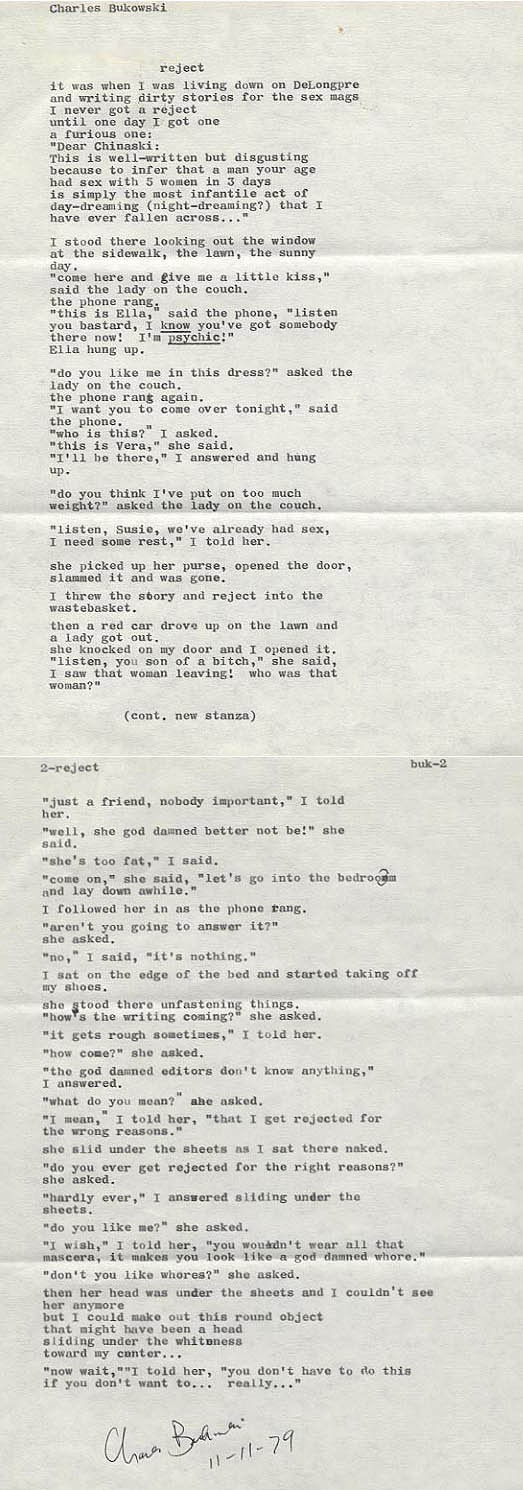 Charles Bukowski
reject
it was when I was living down on DeLongpre
and writing dirty stories for the sex mags
I never got a reject
until one day I got one
a furious one:
"Dear Chinaski:
This is well-written but disgusting
because to infer that a man your age
had sex with 5 women in 3 days
is simply the most infantile act of
day-dreaming (night-dreaming?) that I
have ever fallen across..."
I stood there looking out the window
at the sidewalk, the lawn, the sunny
day.
"come here and give me a little kiss,"
said the lady on the couch.
the phone rang.
"this is Ella," said the phone, "listen
you bastard, I know you've got somebody
there now!  I'm psychic!"
Ella hung up.
"do you like me in this dress?" asked the
lady on the couch.
the phone rang again.
"I want you to come over tonight," said
the phone.
"who is this?" I asked.
"this is Vera," she said.
"I'll be there," I answered and hung
up.
"do you think I've put on too much
weight?" asked the lady on the couch.
"listen, Susie, we've already had sex,
I need some rest," I told her.
she picked up her purse, opened the door,
slammed it and was gone.
I threw the story and reject into the
wastebasket.
then a red car drove up on the lawn and
a lady got out.
she knocked on my door and I opened it.
"listen, you son of a bitch," she said,
I saw that woman leaving!  who was that
woman?"
(cont. new stanza)
2-reject buk-2
"just a friend, nobody important," I told
her.
"well, she god damned better not be!" she
said.
"she's too fat," I said.
"come on," she said, "let's go into the bedroom
and lay down awhile."
I followed her in as the phone rang.
"aren't you going to answer it?"
she asked.
"no," I said, "it's nothing."
I sat on the edge of the bed and started taking off
my shoes.
she stood there unfastening things.
"how's the writing coming?" she asked.
"it gets rough sometimes," I told her.
"how come?" she asked.
"the god damned editors don't know anything,"
I answered.
"what do you mean?" she asked.
"I mean," I told her, "that I get rejected for
the wrong reasons."
she slid under the sheets as I sat there naked.
"do you ever get rejected for the right reasons?"
she asked.
"hardly ever," I answered sliding under the
sheets.
"do you like me?" she asked.
"I wish," I told her, "you wouldn't wear all that
mascera, it makes you look like a god damned whore."
"don't you like whores?" she asked.
then her head was under the sheets and I couldn't see
her anymore
but I could make out this round object
that might have been a head
sliding under the whiteness
toward my center...
"now wait,""I told her, "you don't have to do this
if you don't want to...  really..."
Charles Bukowski
11-11-79